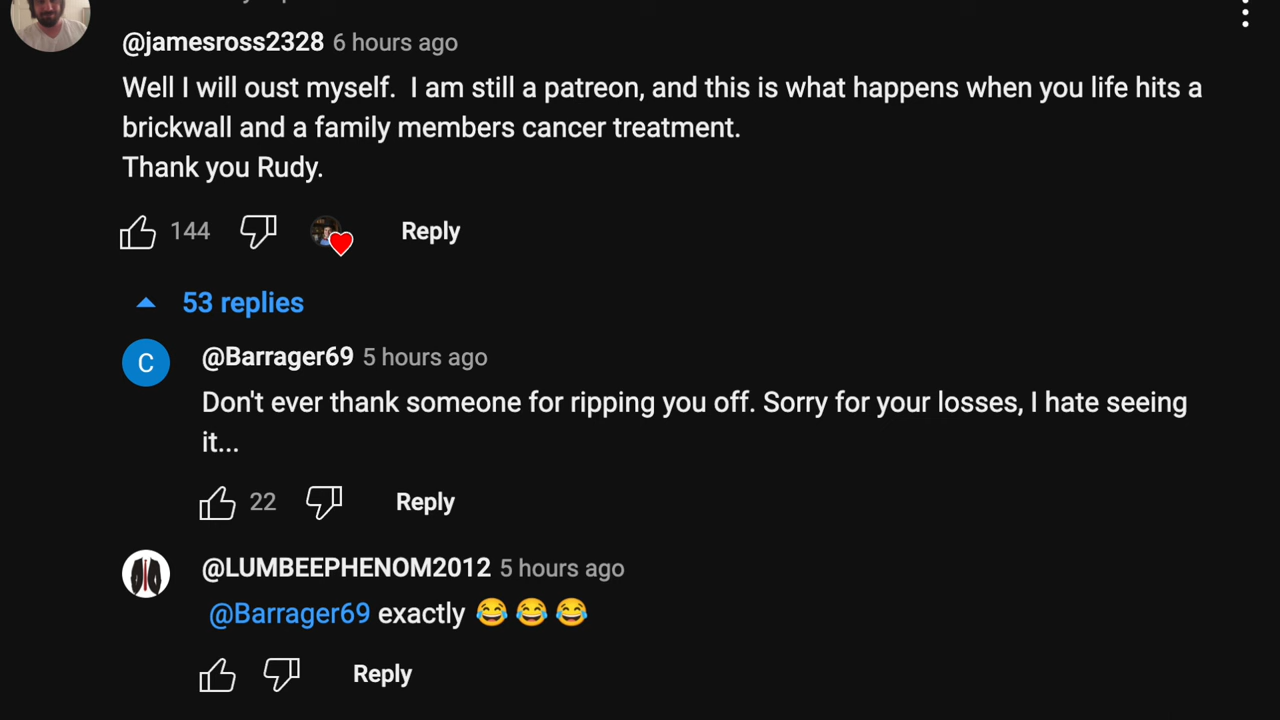 @jamesross2328 6 hours ago
Well I will oust myself. I am still a patreon, and this is what happens when you life hits a
brickwall and a family members cancer treatment.
Thank you Rudy.
144
Reply
53 replies
C
@Barrager69 5 hours ago
Don't ever thank someone for ripping you off. Sorry for your losses, I hate seeing
it...
22
Reply
@LUMBEEPHENOM2012 5 hours ago
@Barrager69 exactly 😂 😂 😂
Reply